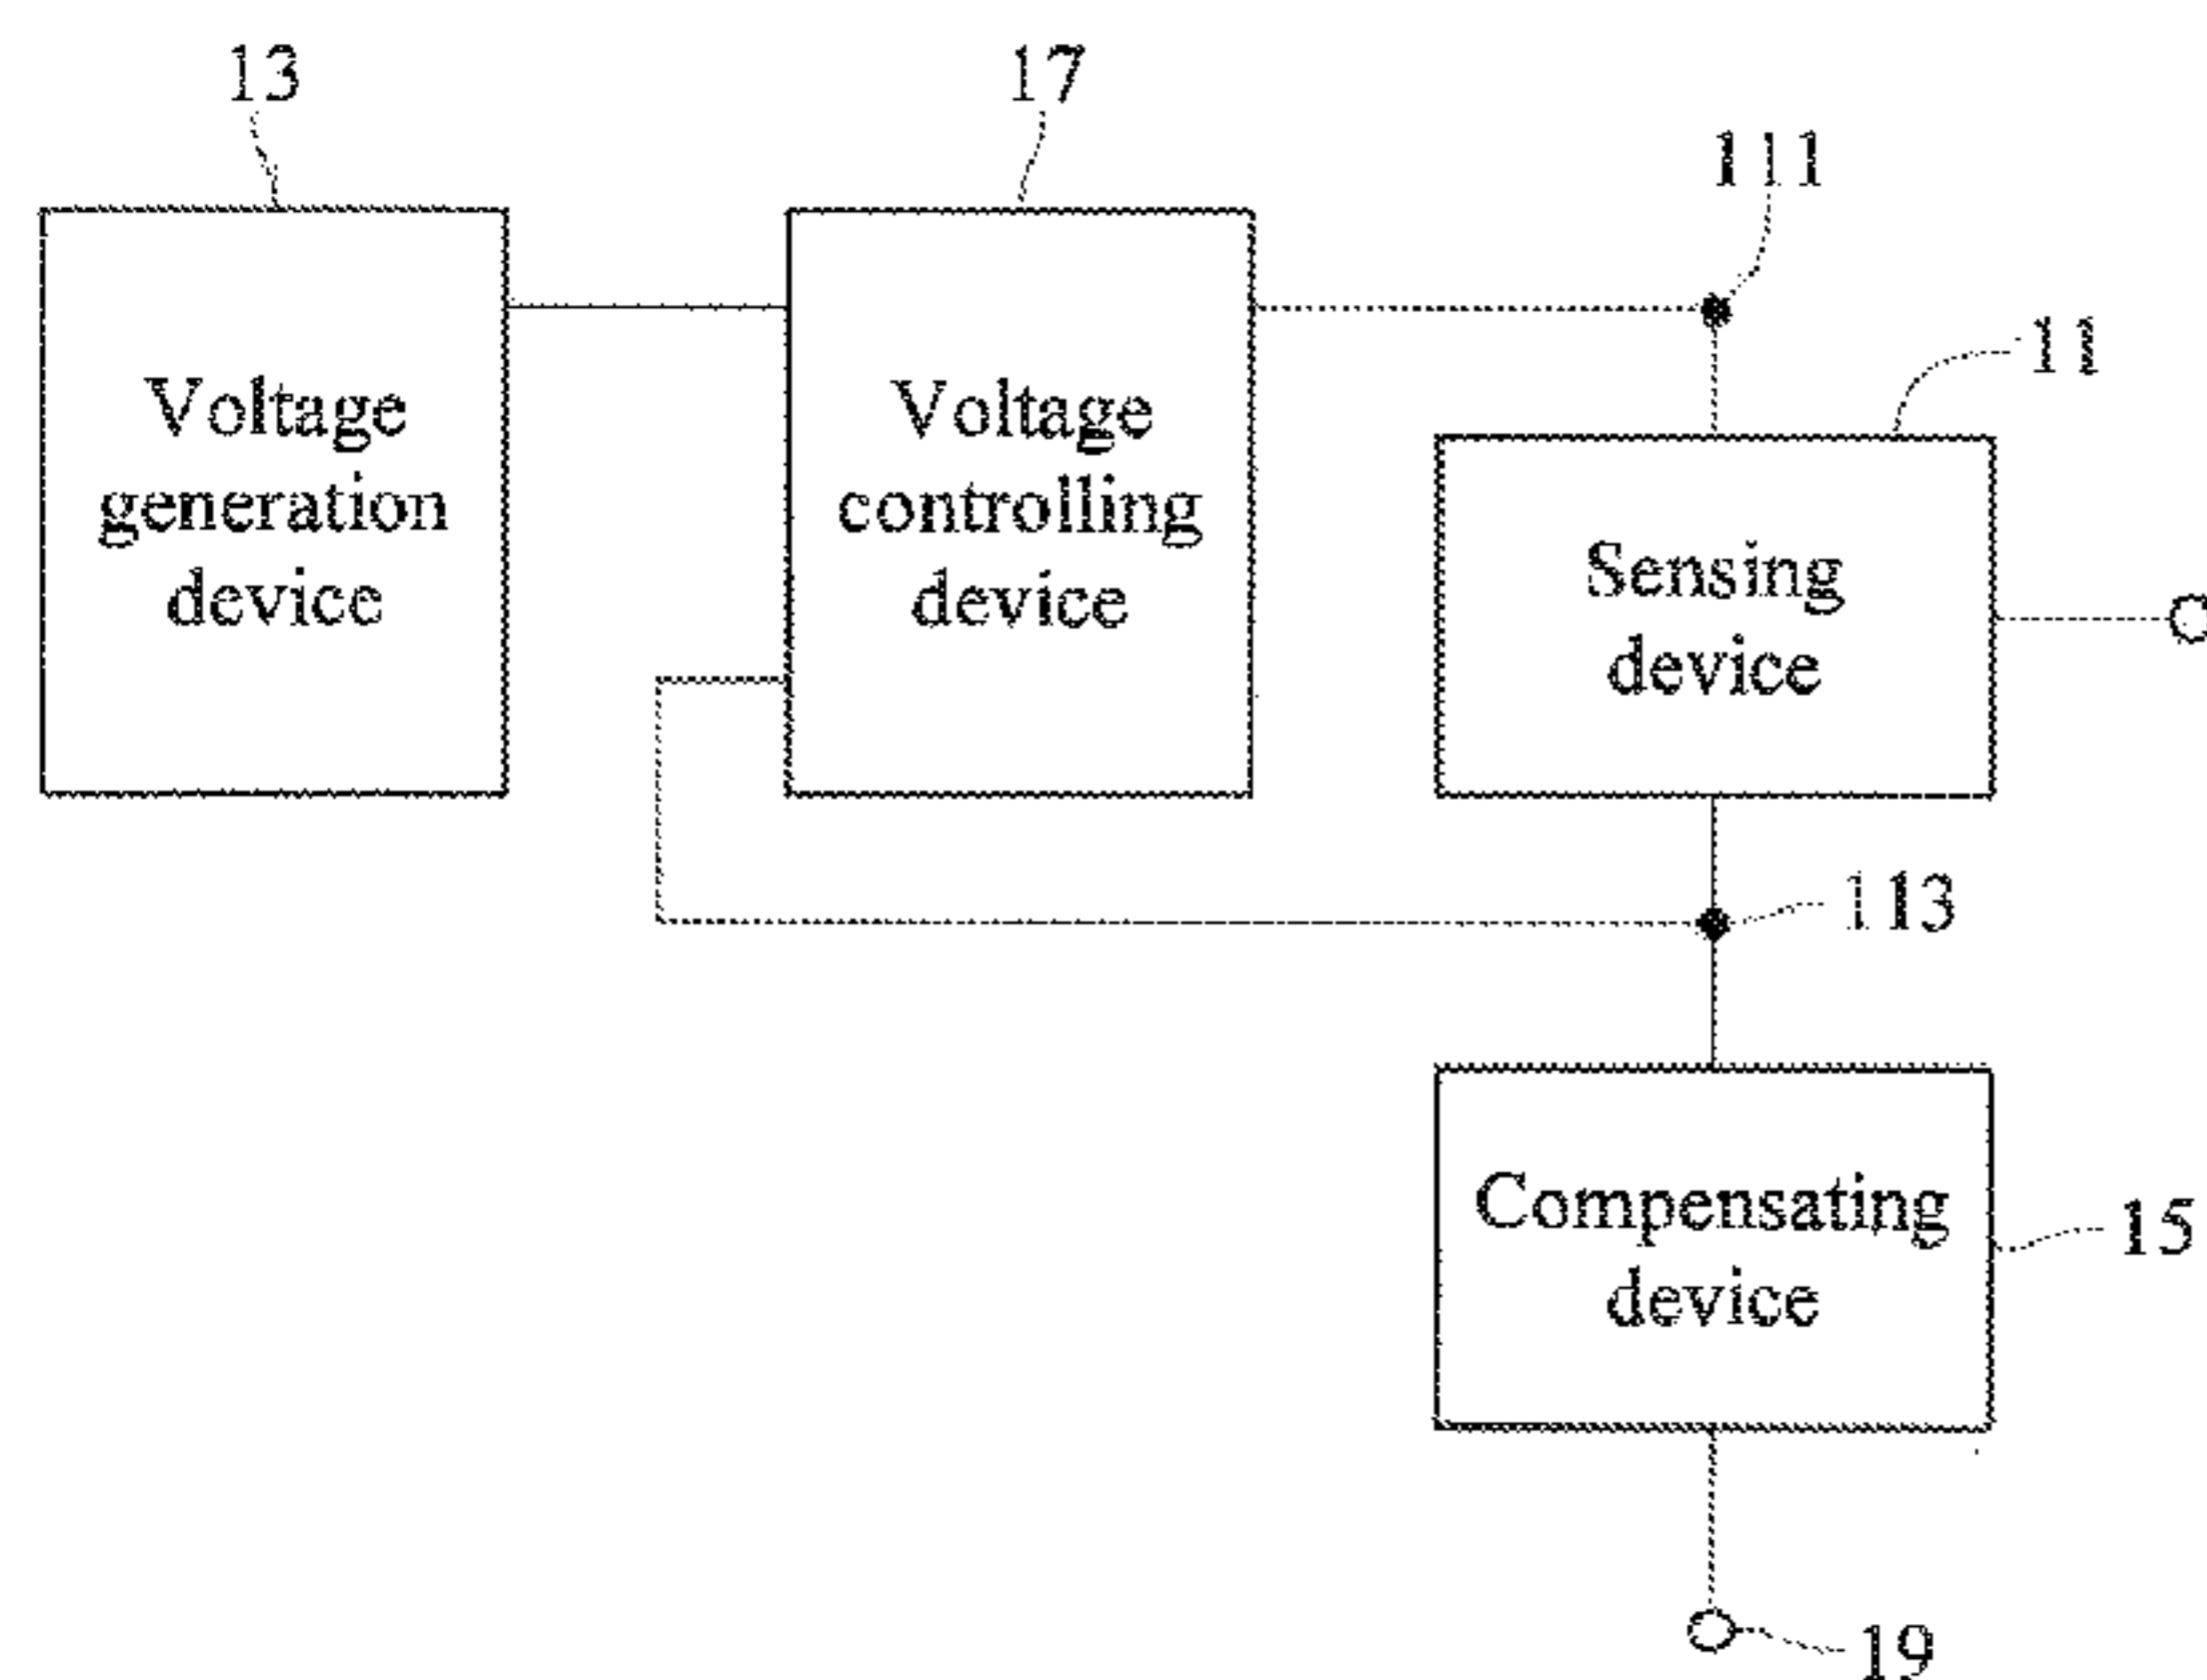 13
17
111
11
Voltage
generation
device
Voltage
controlling
device
Sensing
device
113
Compensating
device
15
19